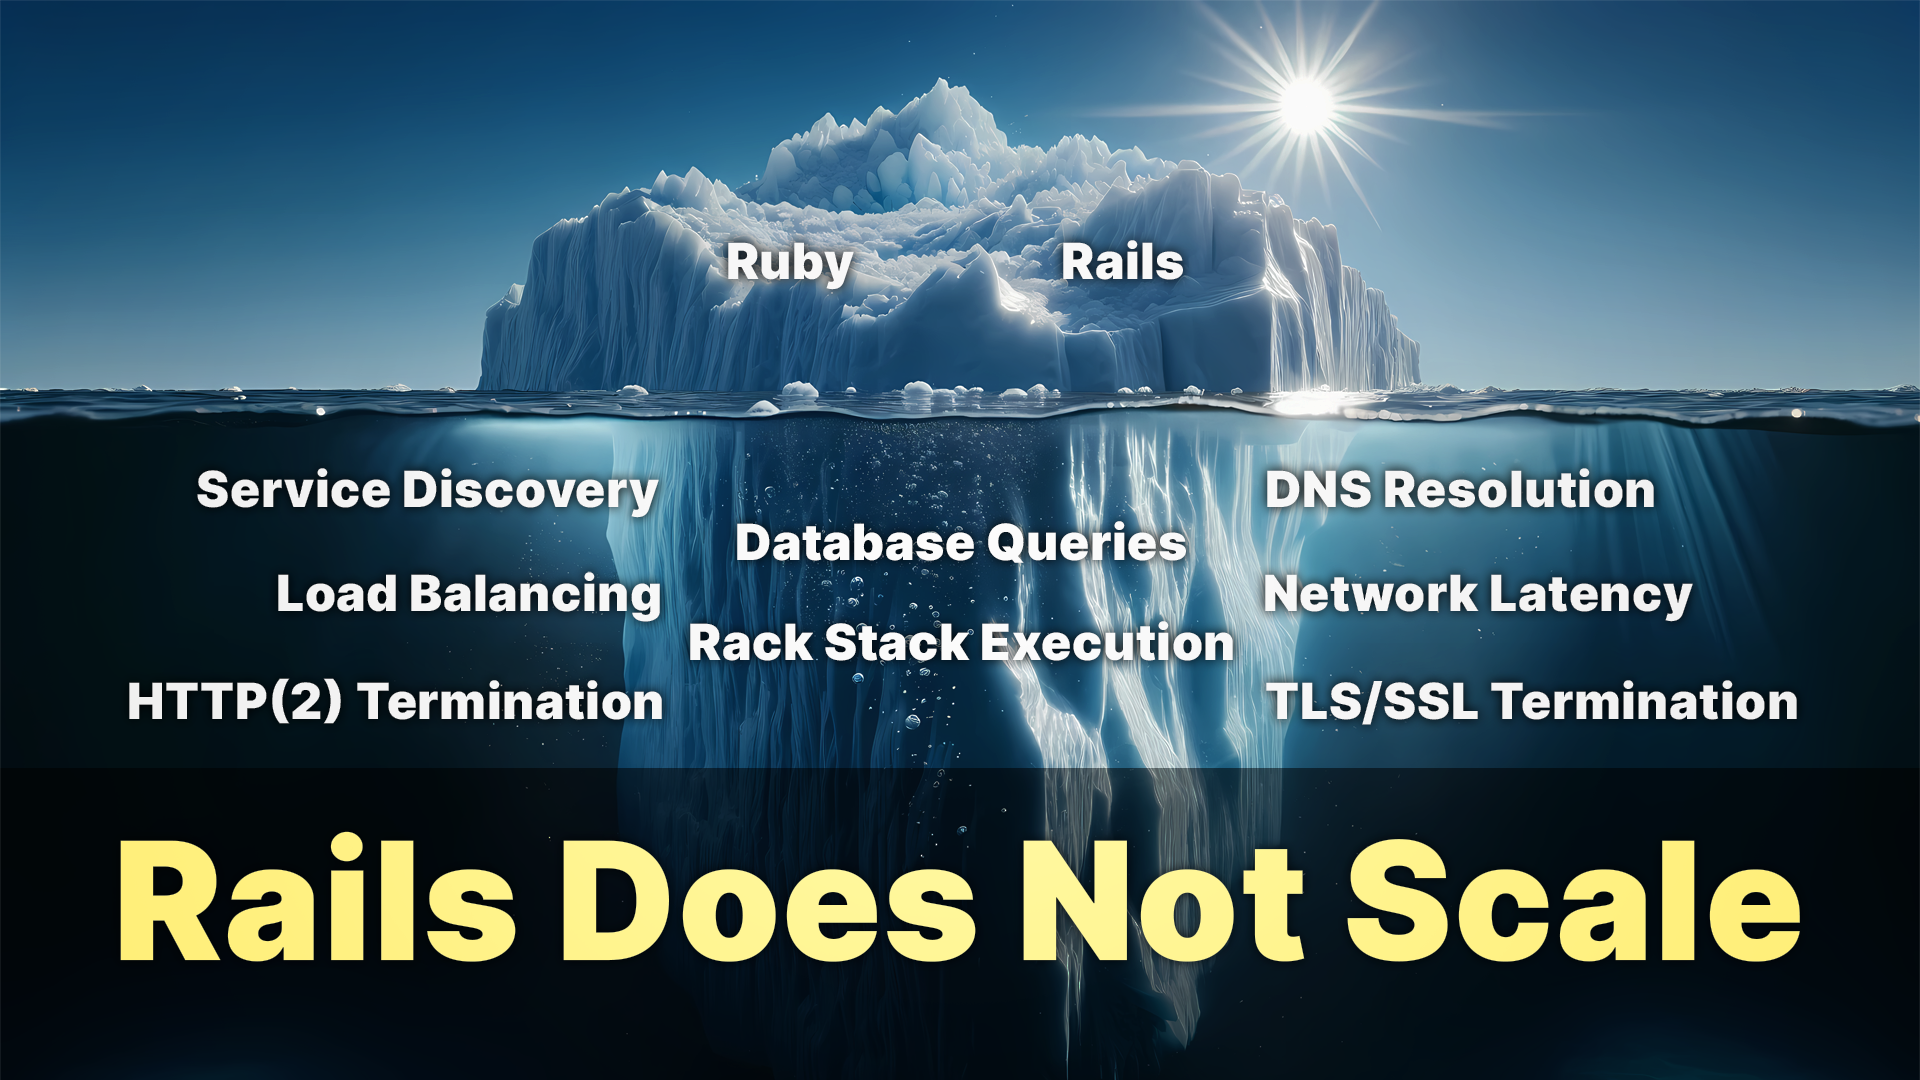 Ruby
Rails
Service Discovery
DNS Resolution
Database Queries
Load Balancing
Network Latency
Rack Stack Execution
HTTP(2) Termination
TLS/SSL Termination
Rails Does Not Scale